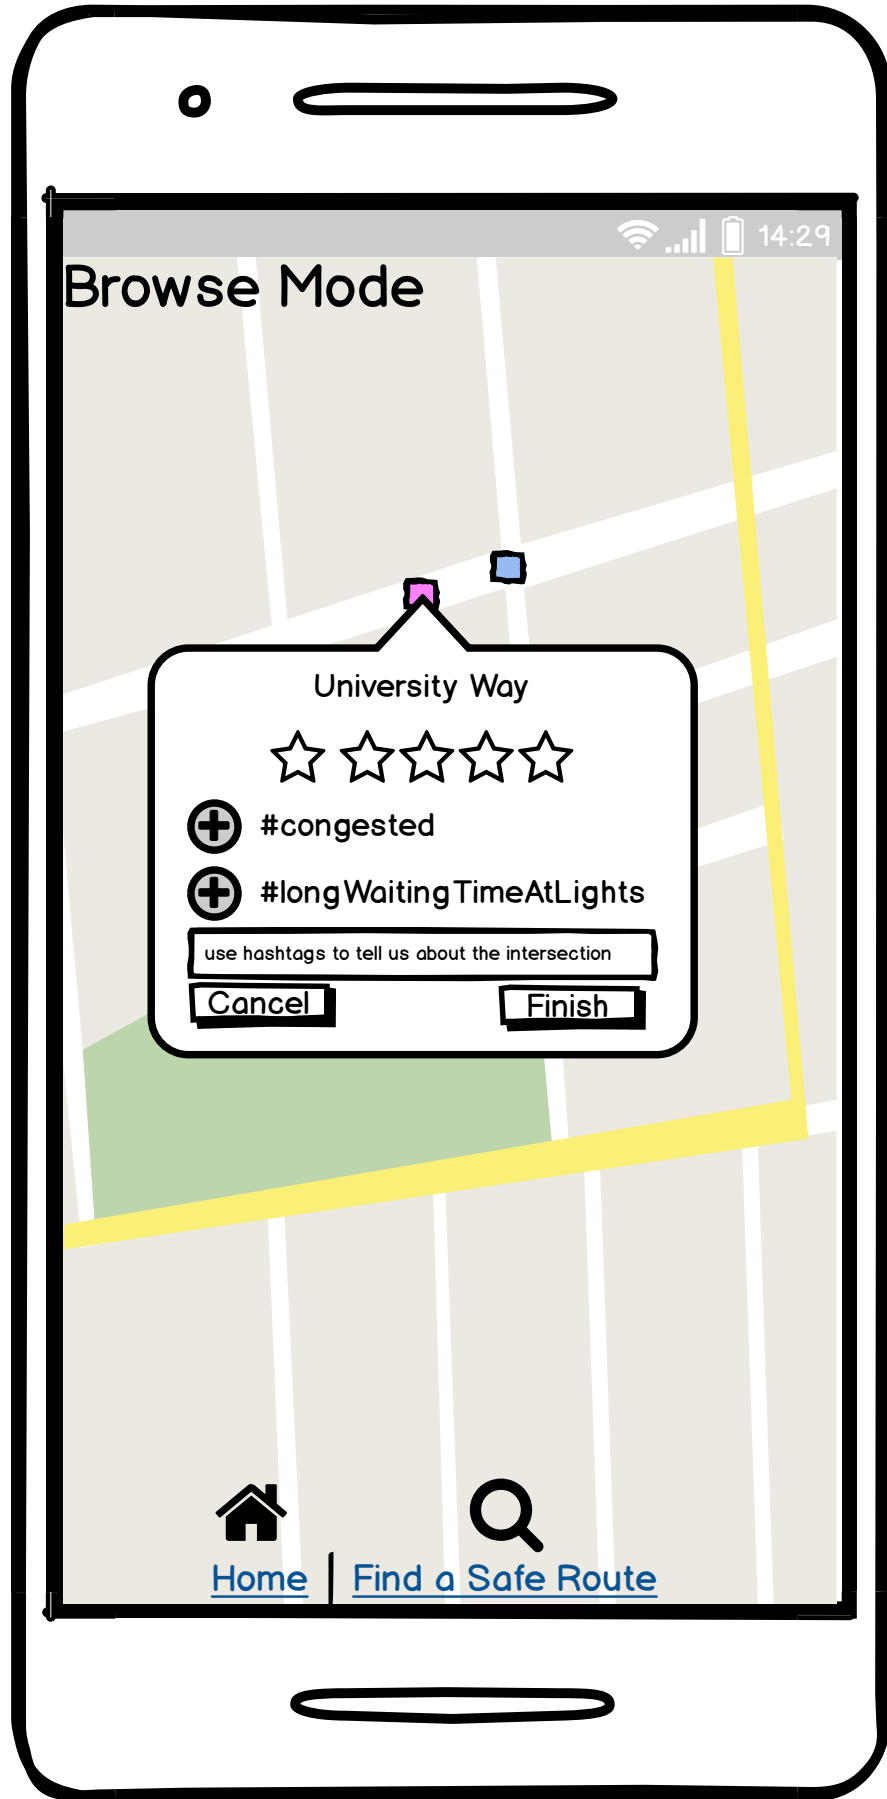 14:29
Browse Mode
University Way
#congested
#longWaitingTimeAtLights
use hashtags to tell us about the intersection
Cancel Finish
Home | Find a Safe Route